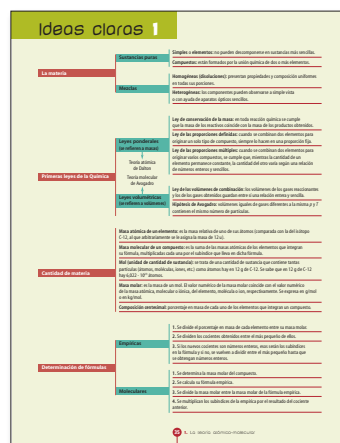 Ideas claras 1
La materia
Sustancias puras
Simples o elementos: no pueden descomponerse en sustancias más sencillas.
Compuestos: están formados por la unión química de dos o más elementos.
Mezclas
Homogéneas (disoluciones): presentan propiedades y composición uniformes
en todas sus porciones.
Heterogéneas: los componentes pueden observarse a simple vista
o con ayuda de aparatos ópticos sencillos.
Primeras leyes de la Química
Leyes ponderales
(se refieren a masas)
Teoría atómica
de Dalton
Teoría molecular
de Avogadro
Leyes volumétricas
(se refieren a volúmenes)
Ley de conservación de la masa: en toda reacción química se cumple
que la masa de los reactivos coincide con la masa de los productos obtenidos.
Ley de las proporciones definidas: cuando se combinan dos elementos para
originar un solo tipo de compuesto, siempre lo hacen en una proporción fija.
Ley de las proporciones múltiples: cuando se combinan dos elementos para
originar varios compuestos, se cumple que, mientras la cantidad de un
elemento permanece constante, la cantidad del otro varía según una relación
de números enteros y sencillos.
Ley de los volúmenes de combinación: los volúmenes de los gases reaccionantes
y los de los gases obtenidos guardan entre sí una relación entera y sencilla.
Hipótesis de Avogadro: volúmenes iguales de gases diferentes a la misma p y T
contienen el mismo número de partículas.
Cantidad de materia
Masa atómica de un elemento: es la masa relativa de uno de sus átomos (comparada con la del isótopo
C-12, al que arbitrariamente se le asigna la masa de 12 u).
Masa molecular de un compuesto: es la suma de las masas atómicas de los elementos que integran
su fórmula, multiplicadas cada una por el subíndice que lleva en dicha fórmula.
Mol (unidad de cantidad de sustancia): se trata de una cantidad de sustancia que contiene tantas
partículas (átomos, moléculas, iones, etc.) como átomos hay en 12 g de C-12. Se sabe que en 12 g de C-12
hay 6,022 · 10²³ átomos.
Masa molar: es la masa de un mol. El valor numérico de la masa molar coincide con el valor numérico
de la masa atómica, molecular o iónica, del elemento, molécula o ion, respectivamente. Se expresa en g/mol
o en kg/mol.
Composición centesimal: porcentaje en masa de cada uno de los elementos que integran un compuesto.
Determinación de fórmulas
Empíricas
1. Se divide el porcentaje en masa de cada elemento entre su masa molar.
2. Se dividen los cocientes obtenidos entre el más pequeño de ellos.
3. Si los nuevos cocientes son números enteros, esos serán los subíndices
en la fórmula y si no, se vuelven a dividir entre el más pequeño hasta que
se obtengan números enteros.
Moleculares
1. Se determina la masa molar del compuesto.
2. Se calcula su fórmula empírica.
3. Se divide la masa molar entre la masa molar de la fórmula empírica.
4. Se multiplican los subíndices de la empírica por el resultado del cociente
anterior.
35 1. La teoría atómico-molecular